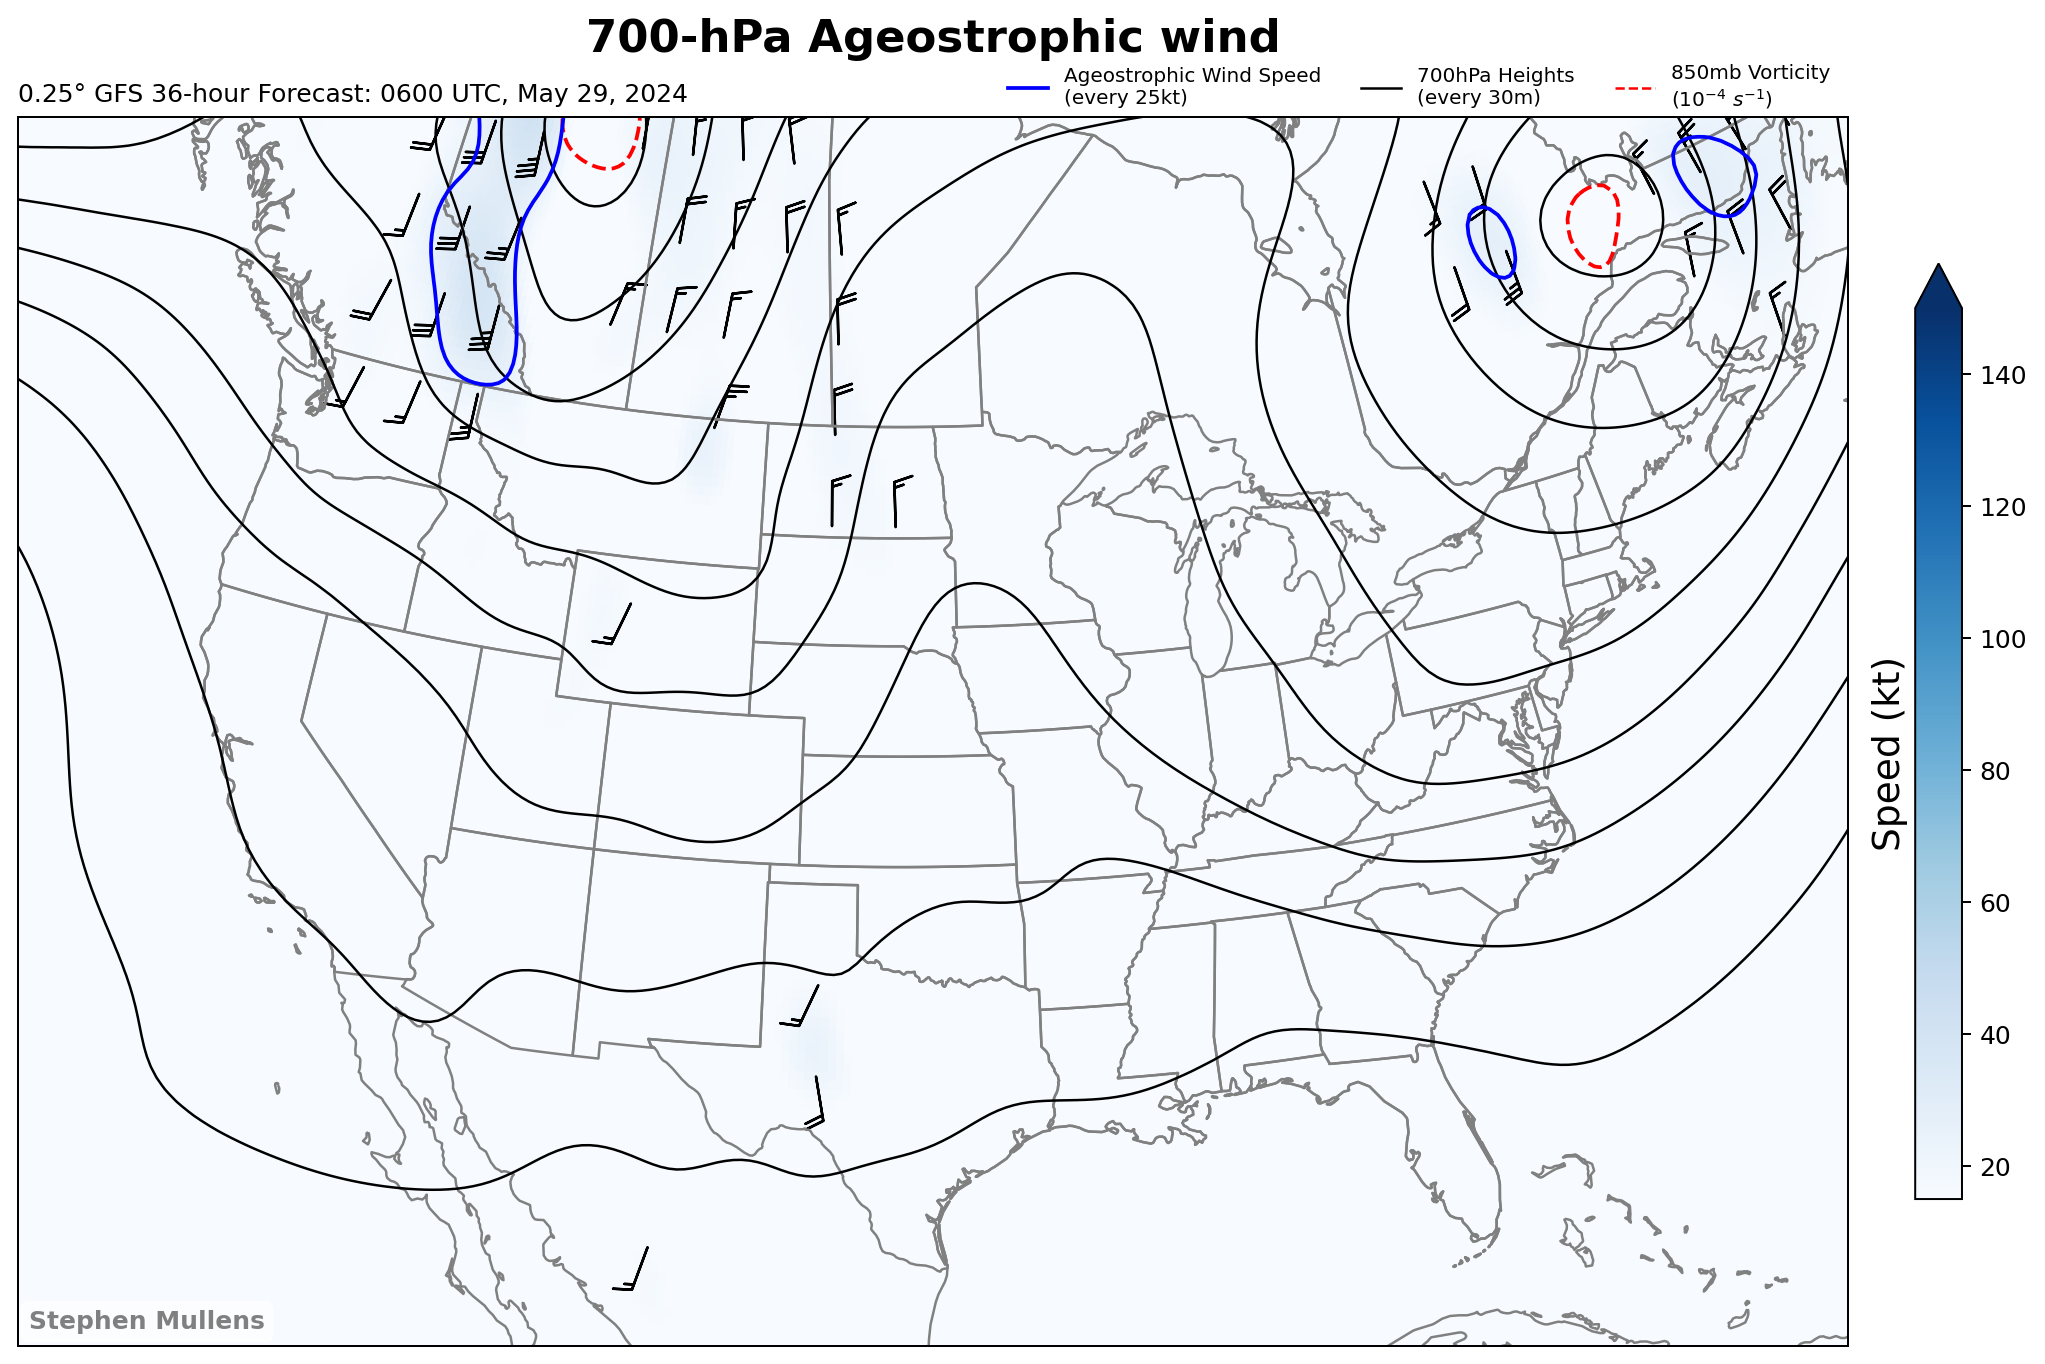 700-hPa Ageostrophic wind
0.25° GFS 36-hour Forecast: 0600 UTC, May 29, 2024
Ageostrophic Wind Speed
(every 25kt)
700hPa Heights
(every 30m)
850mb Vorticity
(10⁻⁴ s⁻¹)
140
120
100
80
60
40
20
Speed (kt)
Stephen Mullens